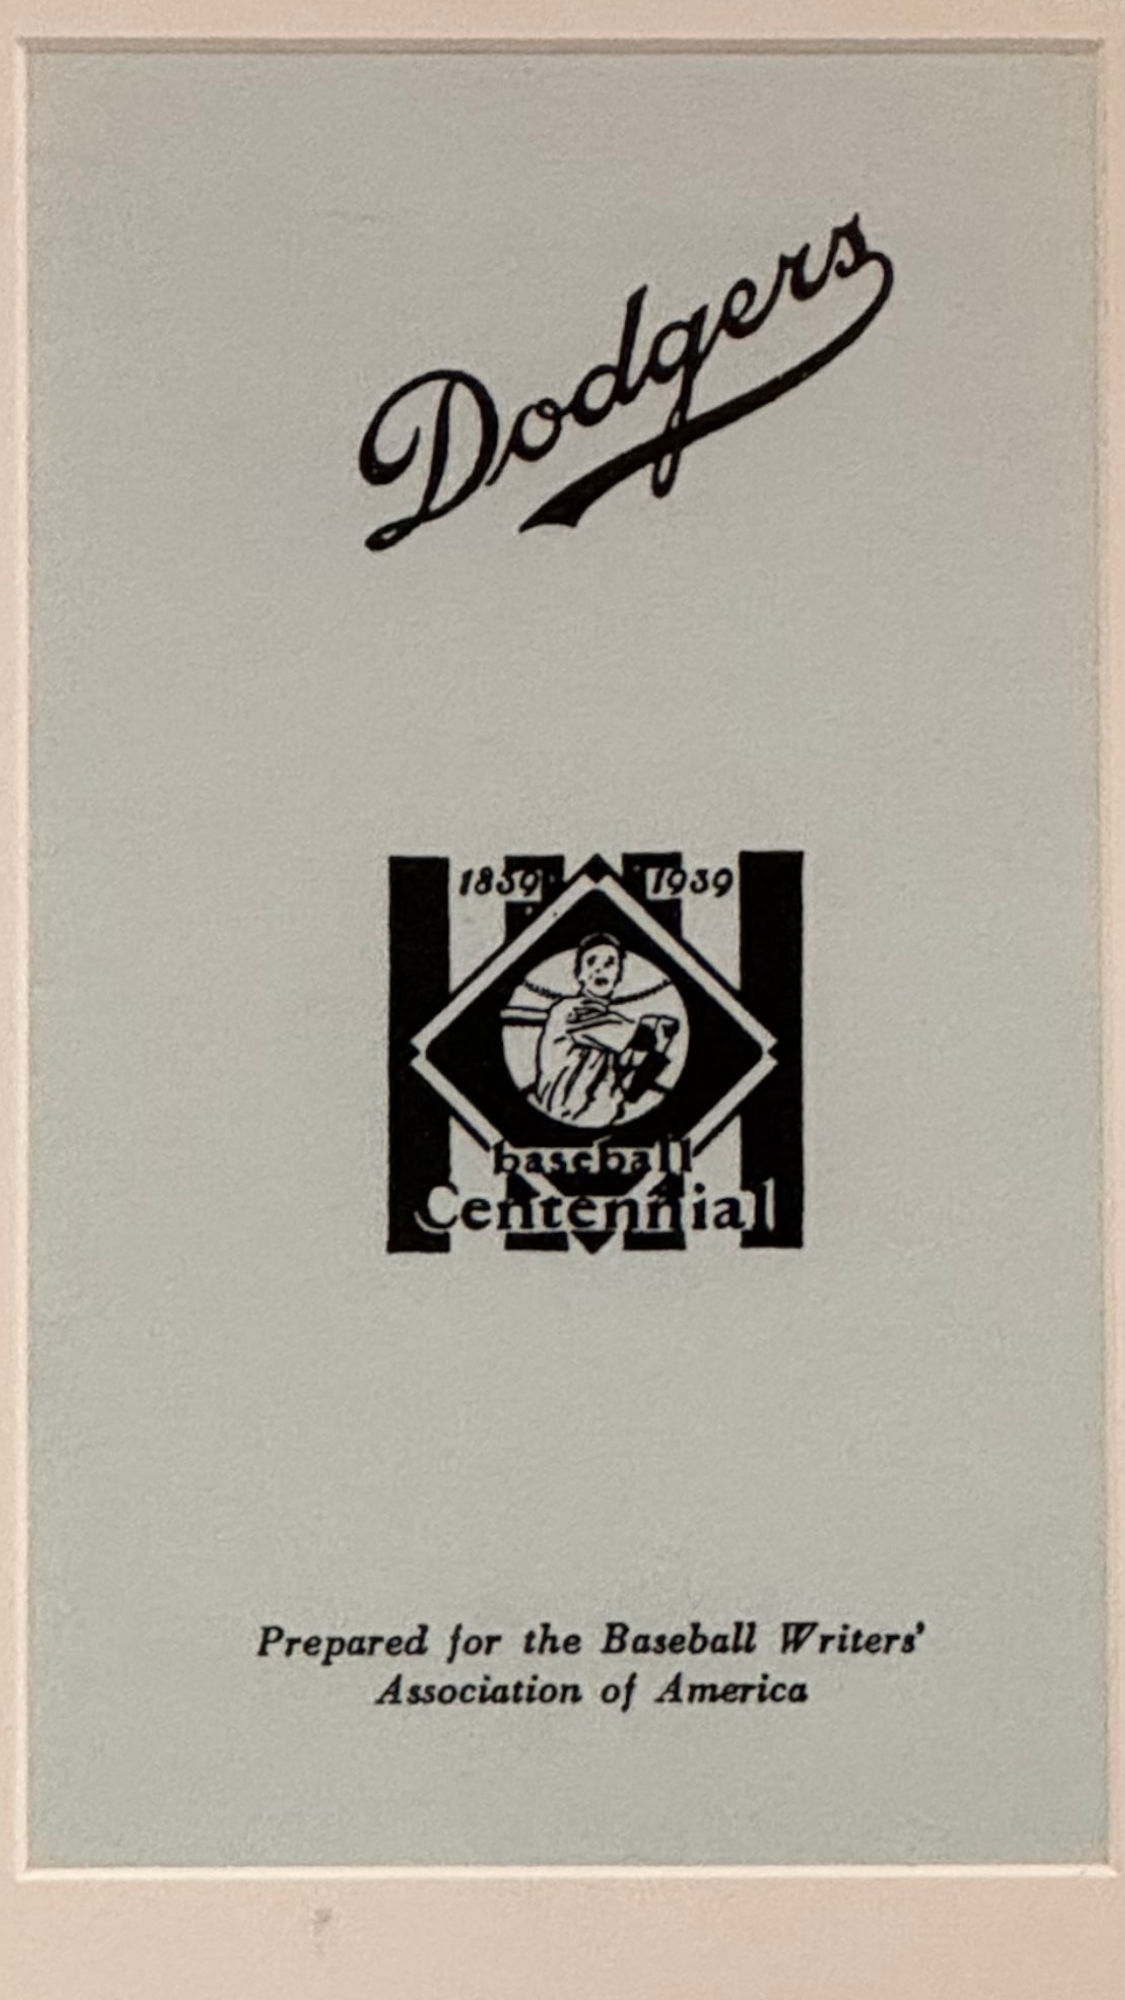 Dodgers
1839 1939
baseball
Centennial
Prepared for the Baseball Writers'
Association of America